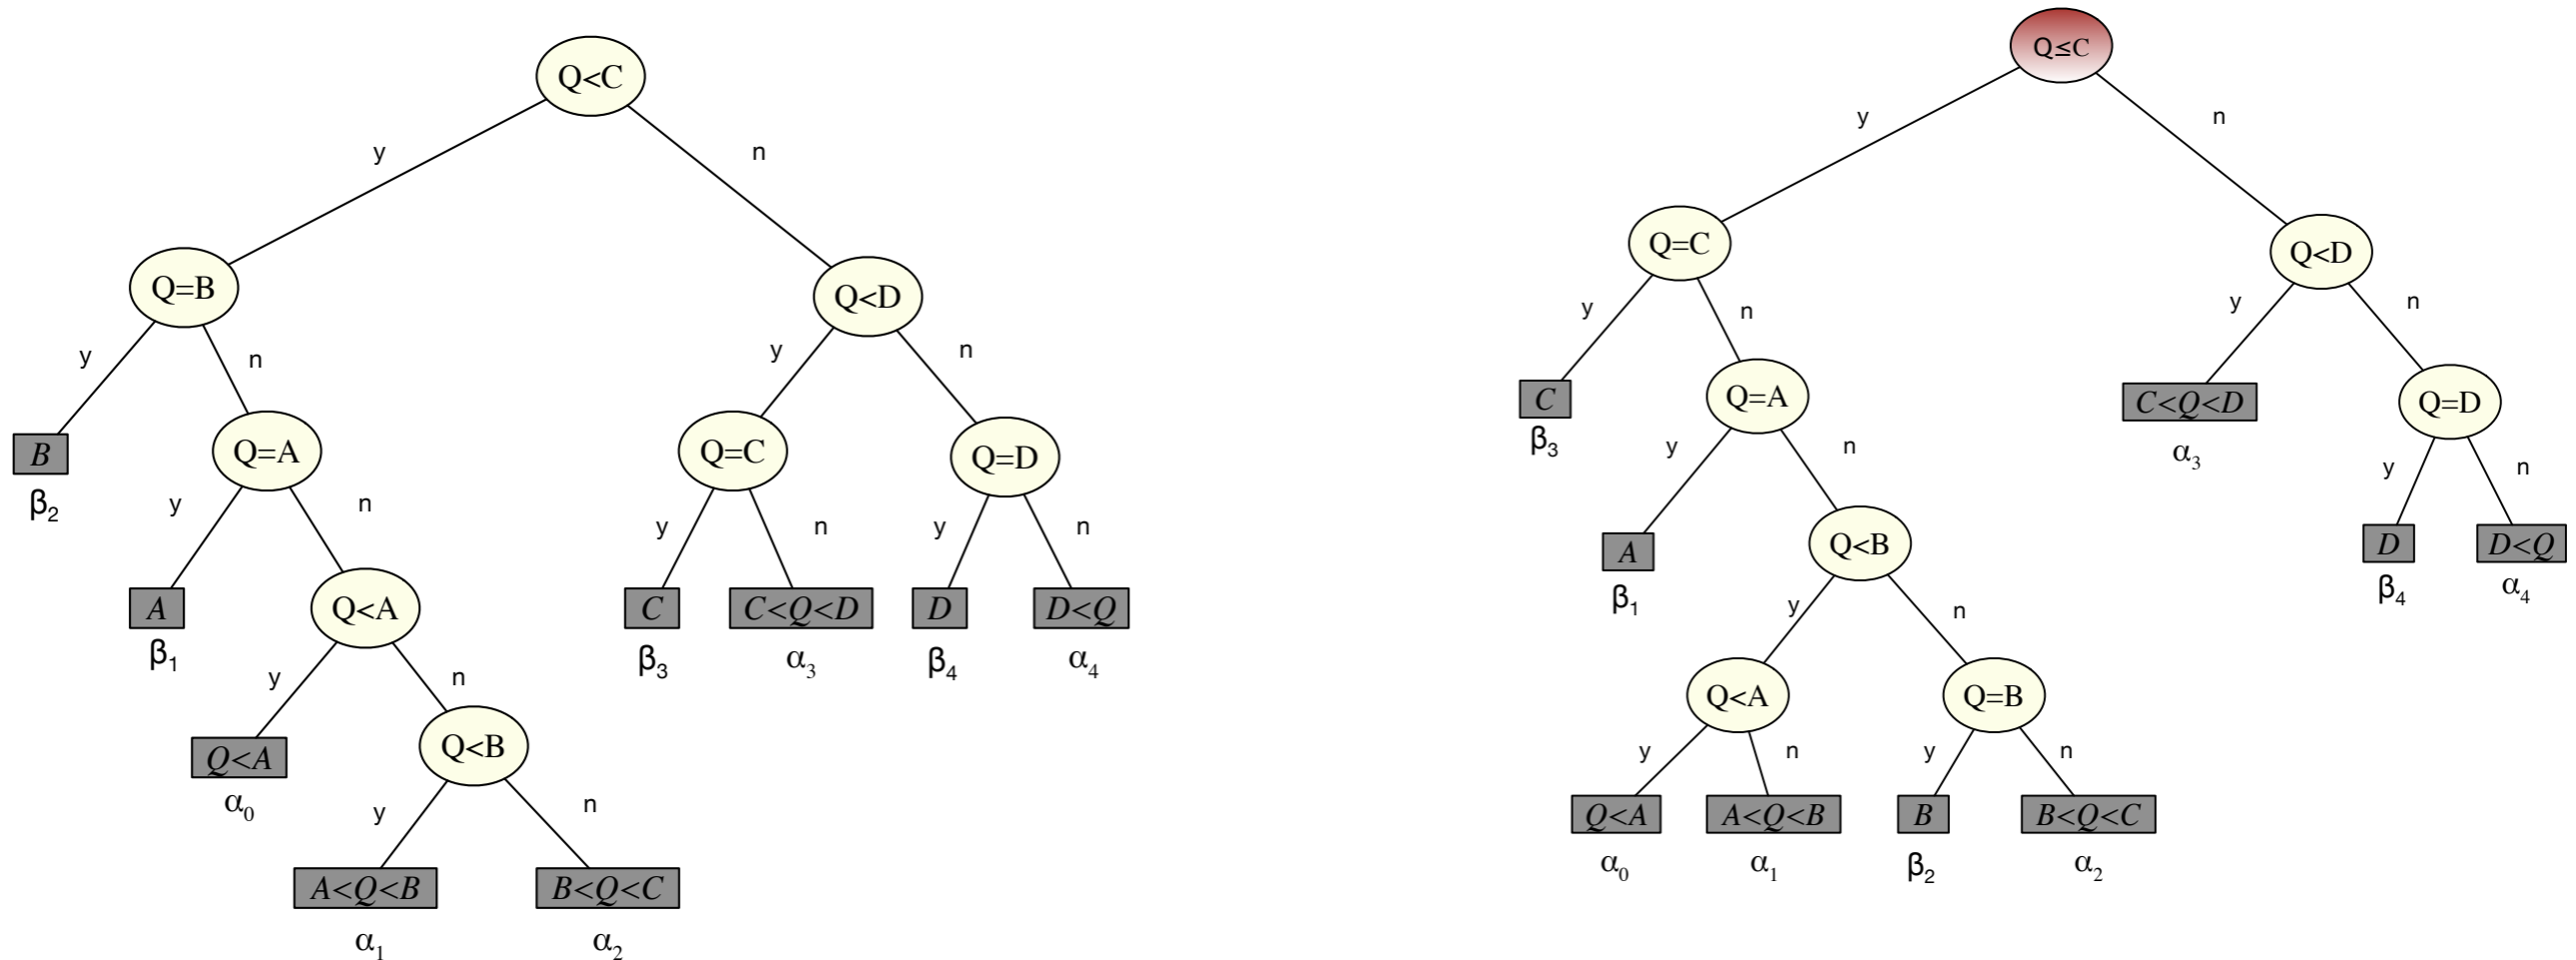 Q<C
y
n
Q=B
Q<D
y
n
y
n
B
β2
Q=A
Q=C
Q=D
y
n
y
n
y
n
A
β1
Q<A
C
β3
C<Q<D
α3
D
β4
D<Q
α4
y
n
Q<A
α0
Q<B
y
n
A<Q<B
α1
B<Q<C
α2
Q≤C
y
n
Q=C
Q<D
y
n
y
n
C
β3
Q=A
C<Q<D
α3
Q=D
y
n
y
n
A
β1
Q<B
D
β4
D<Q
α4
y
n
Q<A
Q=B
y
n
y
n
Q<A
α0
A<Q<B
α1
B
β2
B<Q<C
α2